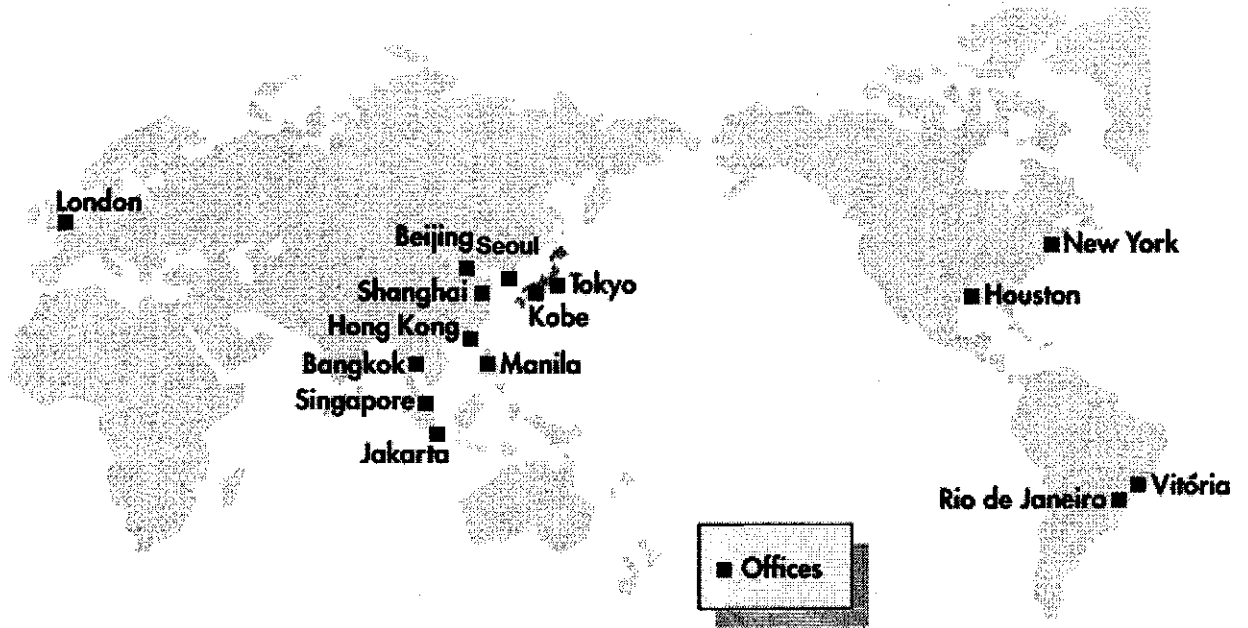 London
Beijing
Seoul
New York
Shanghai
Tokyo
Houston
Kobe
Hong Kong
Bangkok
Manila
Singapore
Jakarta
Vitória
Rio de Janeiro
Offices